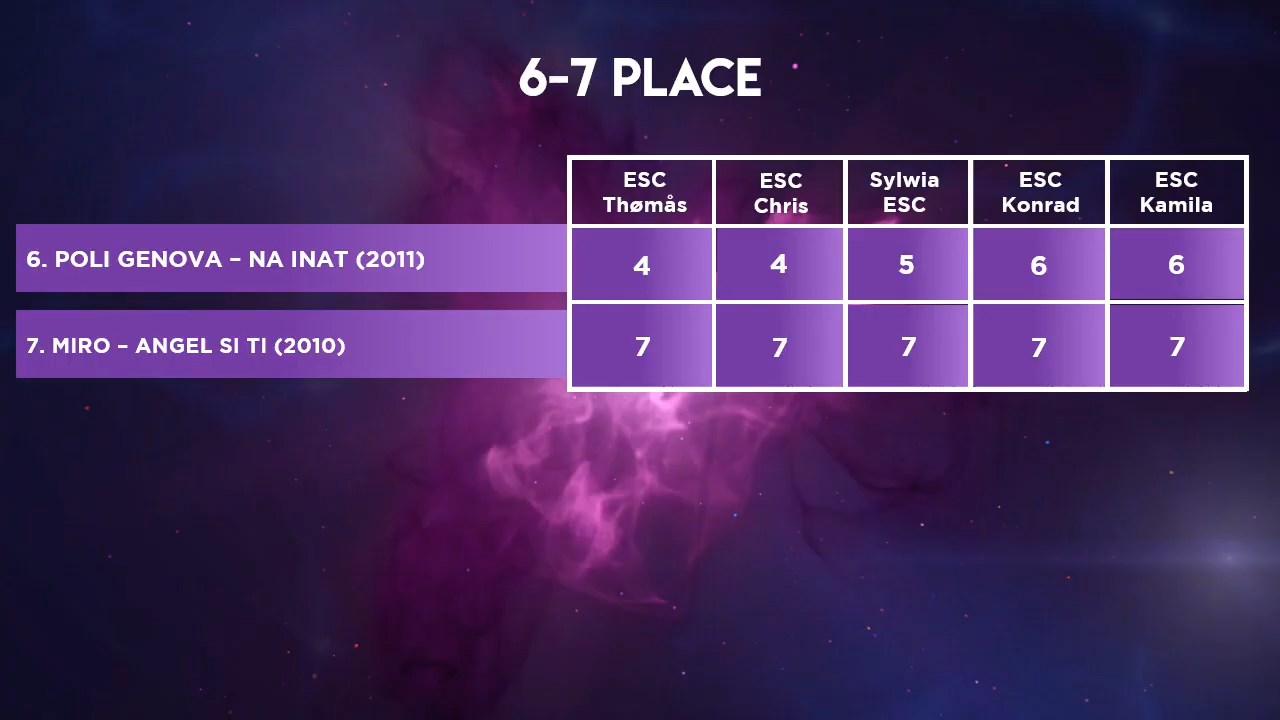 6-7 PLACE
ESC Thømås ESC Chris Sylwia ESC ESC Konrad ESC Kamila
6. POLI GENOVA – NA INAT (2011) 4 4 5 6 6
7. MIRO – ANGEL SI TI (2010) 7 7 7 7 7